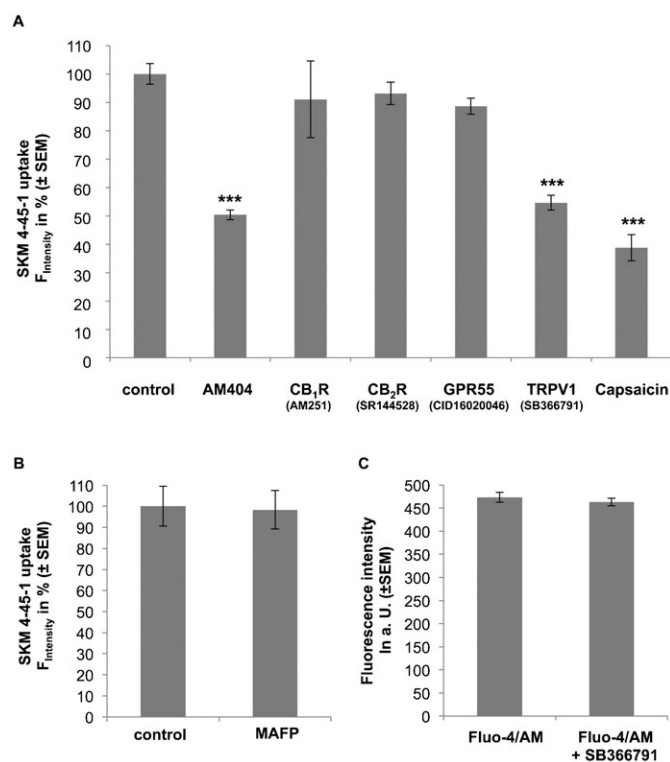 A
SKM 4-45-1 uptake
FIntensity in % (± SEM)
110
100
90
80
70
60
50
40
30
20
10
0
***
***
***
control AM404 CB1R CB2R GPR55 TRPV1 Capsaicin
(AM251) (SR144528) (CID16020046) (SB366791)
B
SKM 4-45-1 uptake
FIntensity in % (± SEM)
110
100
90
80
70
60
50
40
30
20
10
0
control MAFP
C
Fluorescence intensity
In a. U. (±SEM)
500
450
400
350
300
250
200
150
100
50
0
Fluo-4/AM Fluo-4/AM
+ SB366791